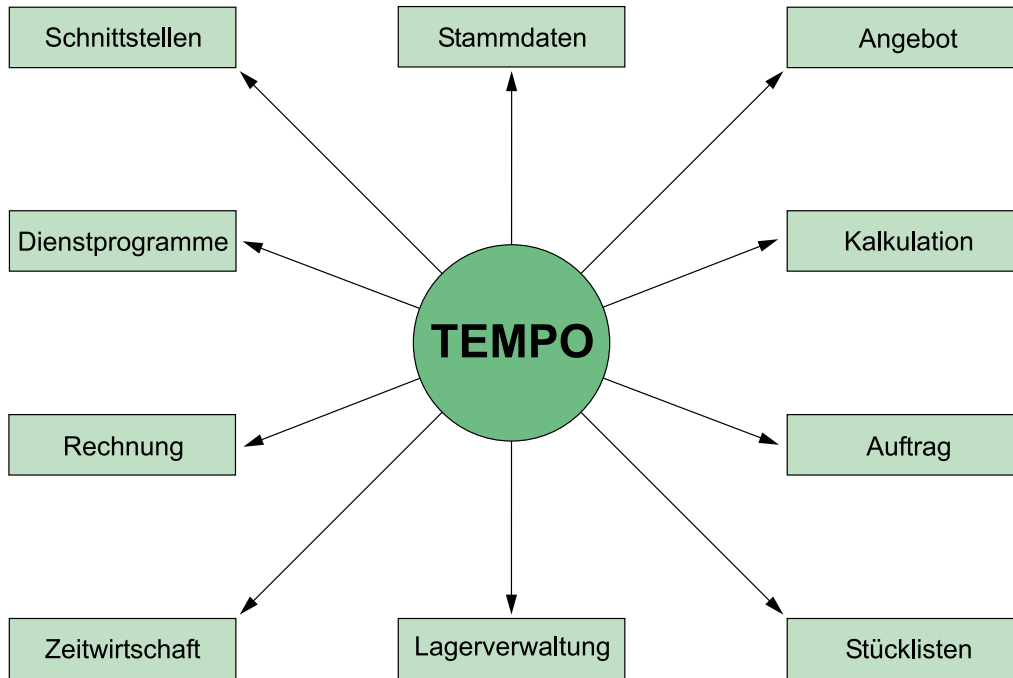 Schnittstellen
Stammdaten
Angebot
Dienstprogramme
Kalkulation
TEMPO
Rechnung
Auftrag
Zeitwirtschaft
Lagerverwaltung
Stücklisten